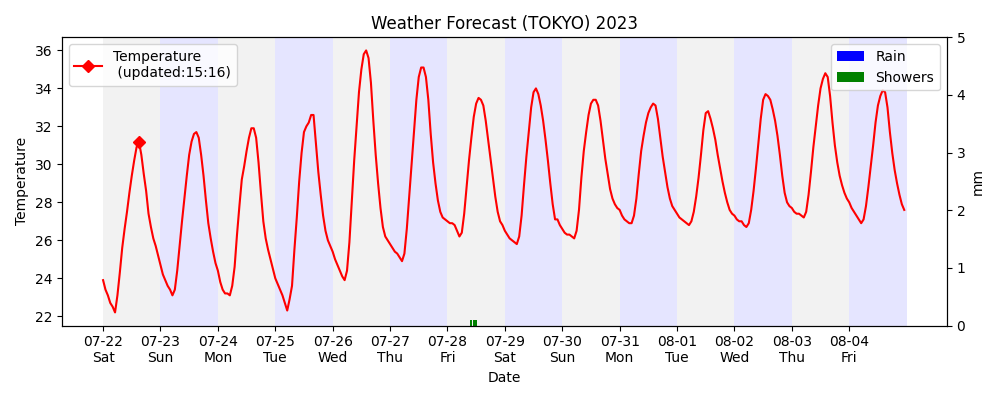 Weather Forecast (TOKYO) 2023
Temperature
(updated:15:16)
Rain
Showers
Temperature
36
34
32
30
28
26
24
22
5
4
3
2
1
0
mm
07-22 07-23 07-24 07-25 07-26 07-27 07-28 07-29 07-30 07-31 08-01 08-02 08-03 08-04
Sat Sun Mon Tue Wed Thu Fri Sat Sun Mon Tue Wed Thu Fri
Date